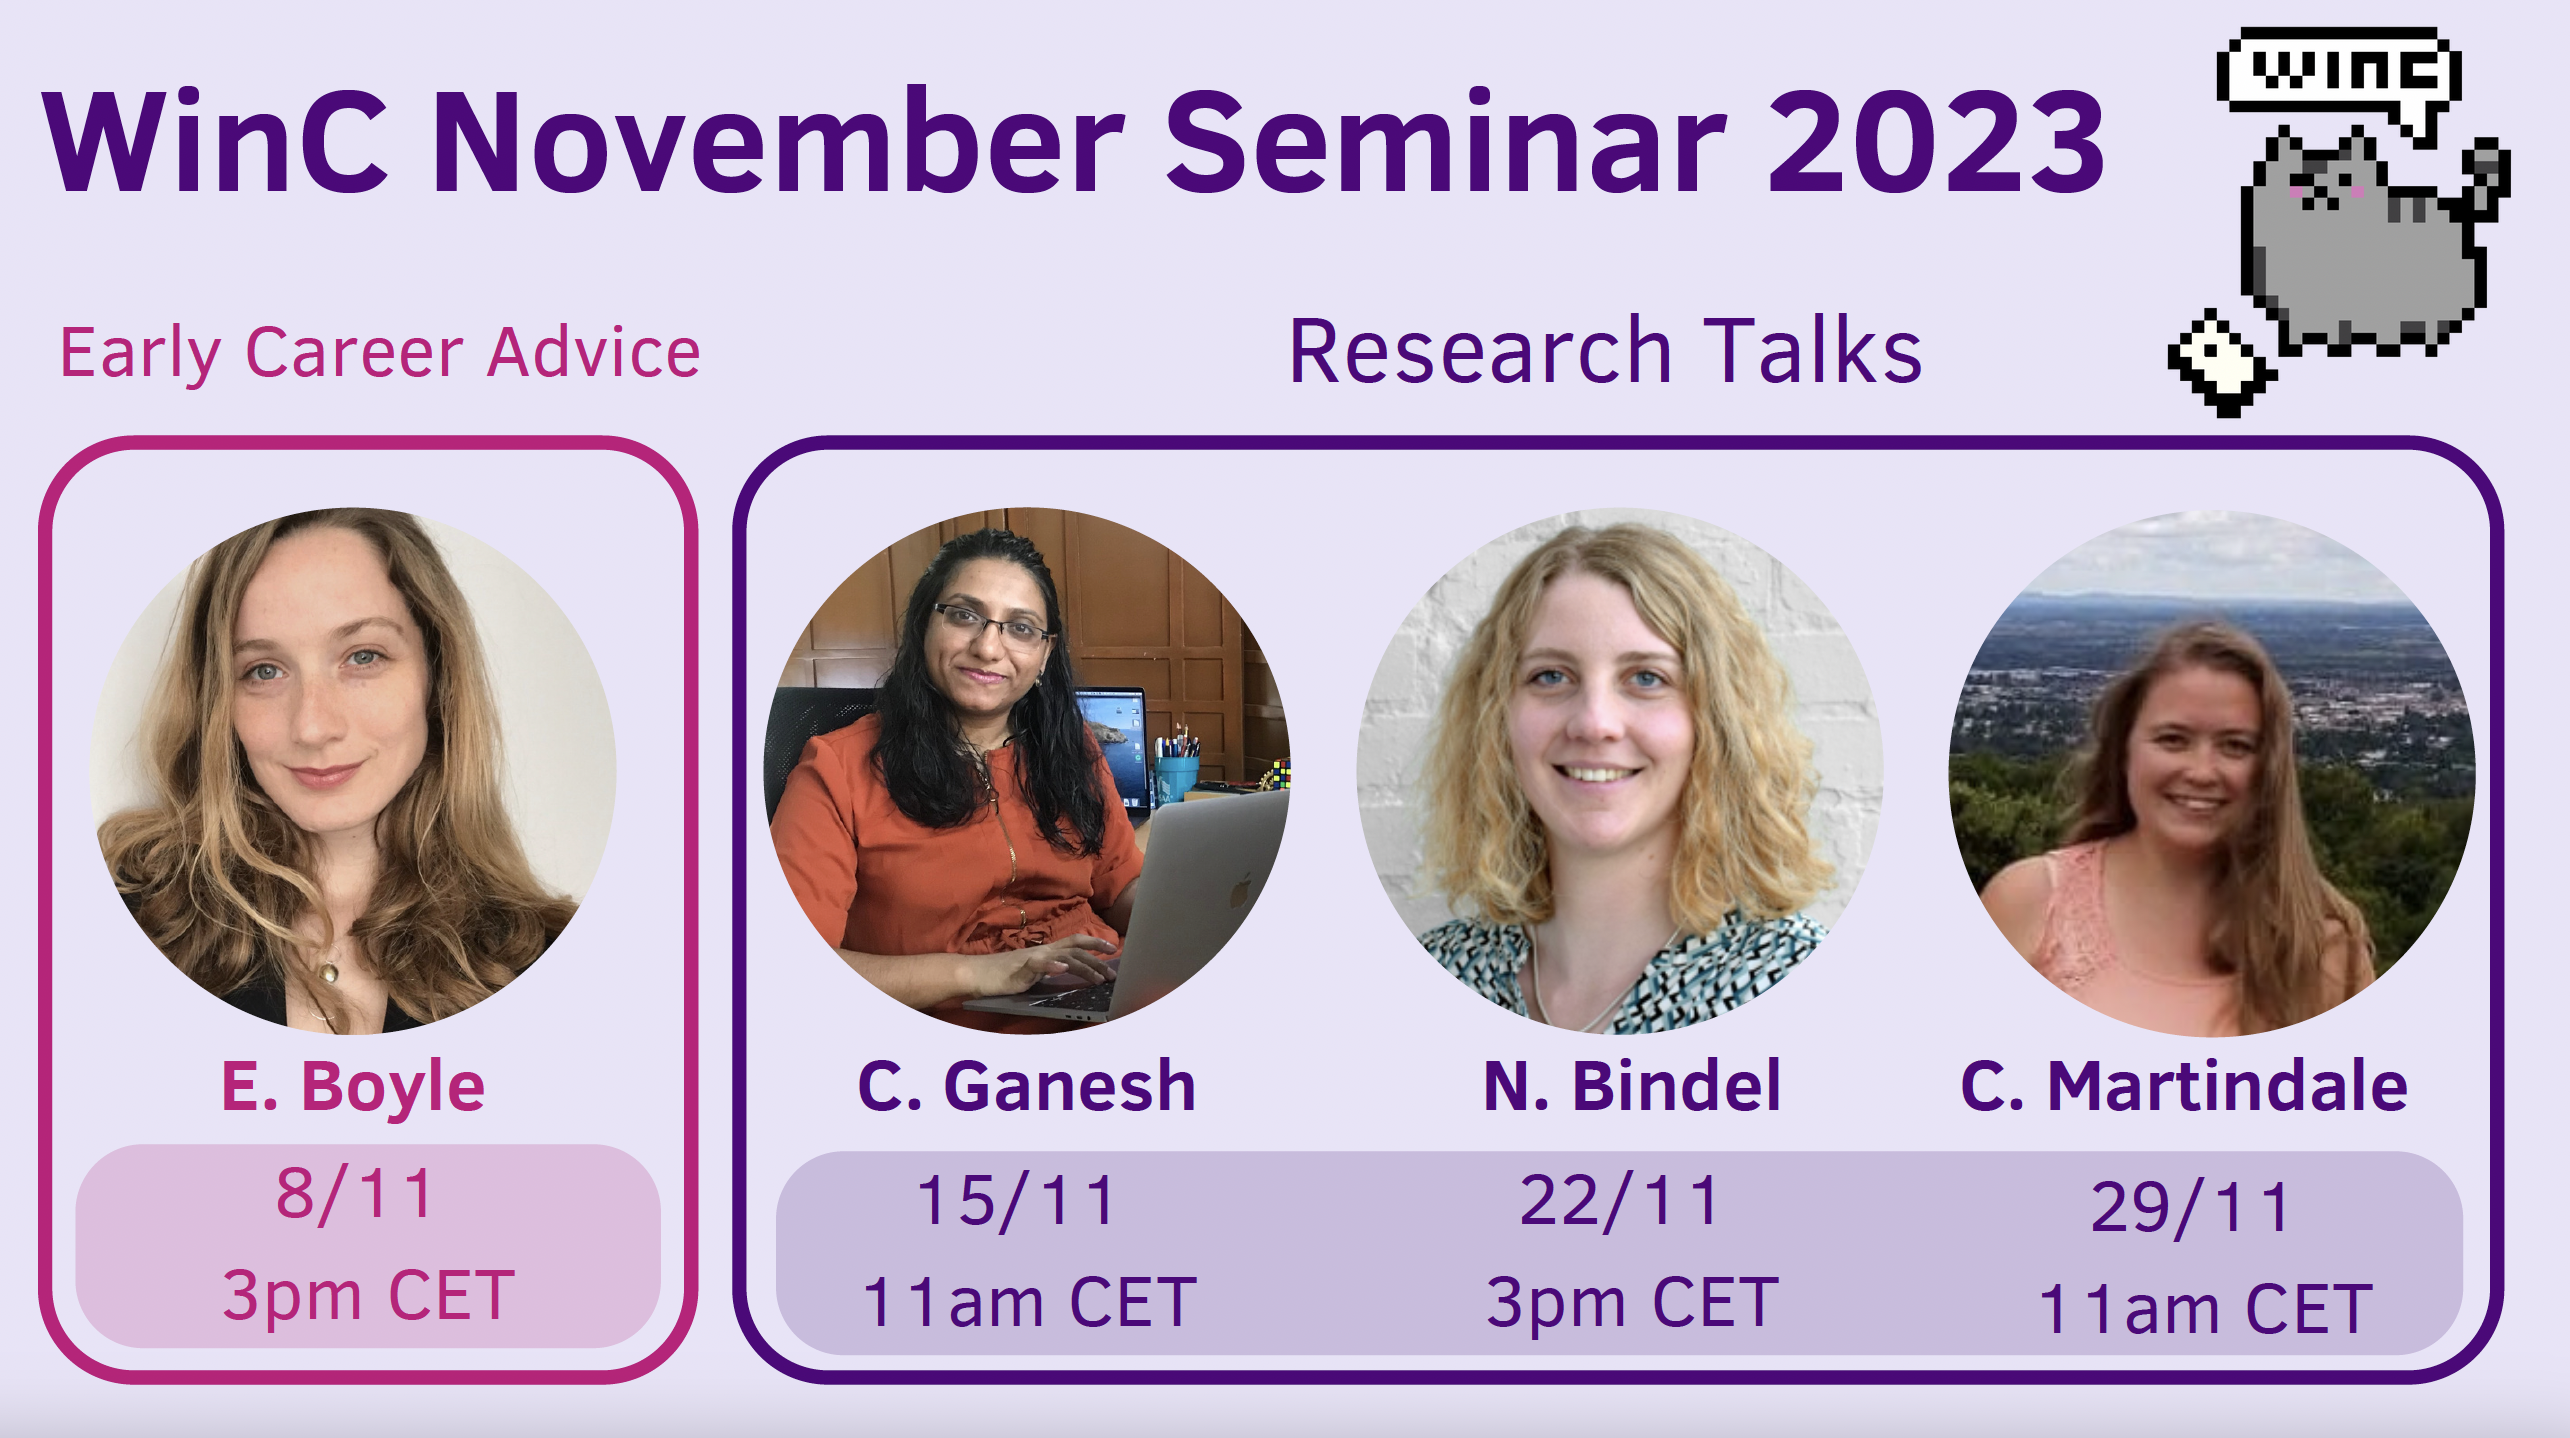 WinC November Seminar 2023
winc
Early Career Advice
Research Talks
E. Boyle
8/11
3pm CET
C. Ganesh
15/11
11am CET
N. Bindel
22/11
3pm CET
C. Martindale
29/11
11am CET